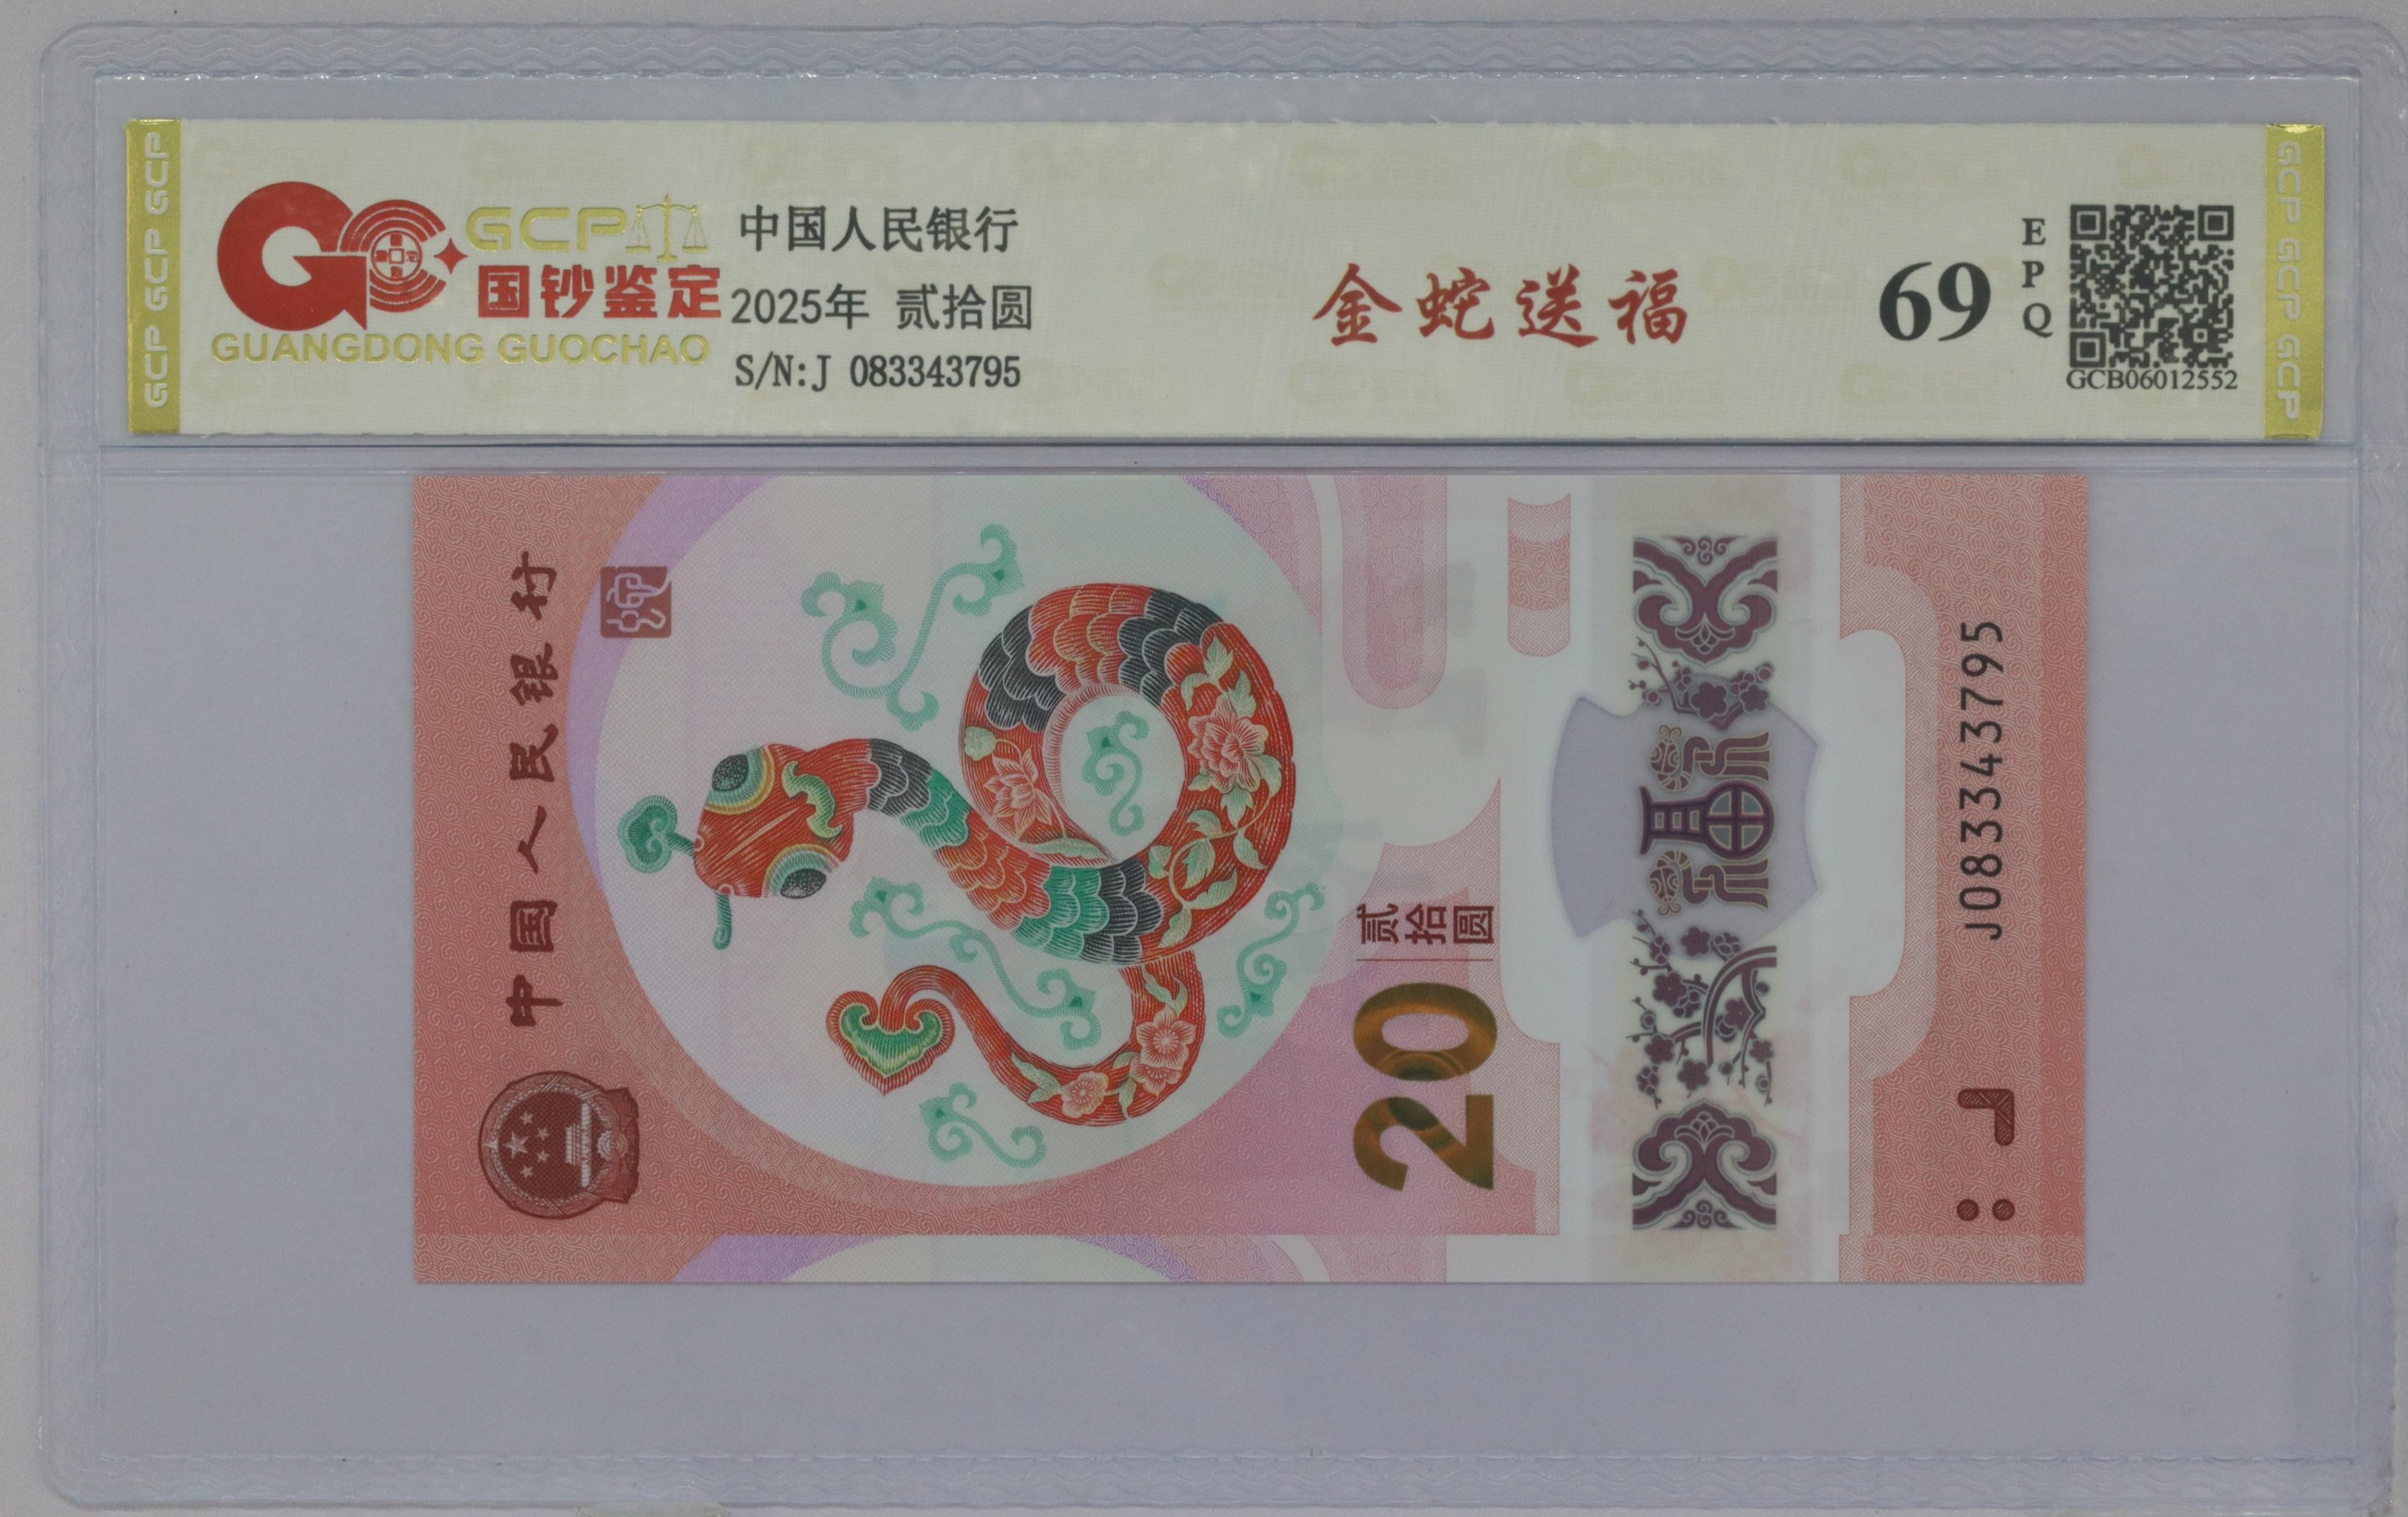 GCP
国钞鉴定
GUANGDONG GUOCHAO
中国人民银行
2025年 贰拾圆
S/N:J 083343795
金蛇送福
69
EPQ
GCB06012552
GCP GCP GCP
GCP GCP GCP
中国人民银行
20
贰拾圆
福
J083343795